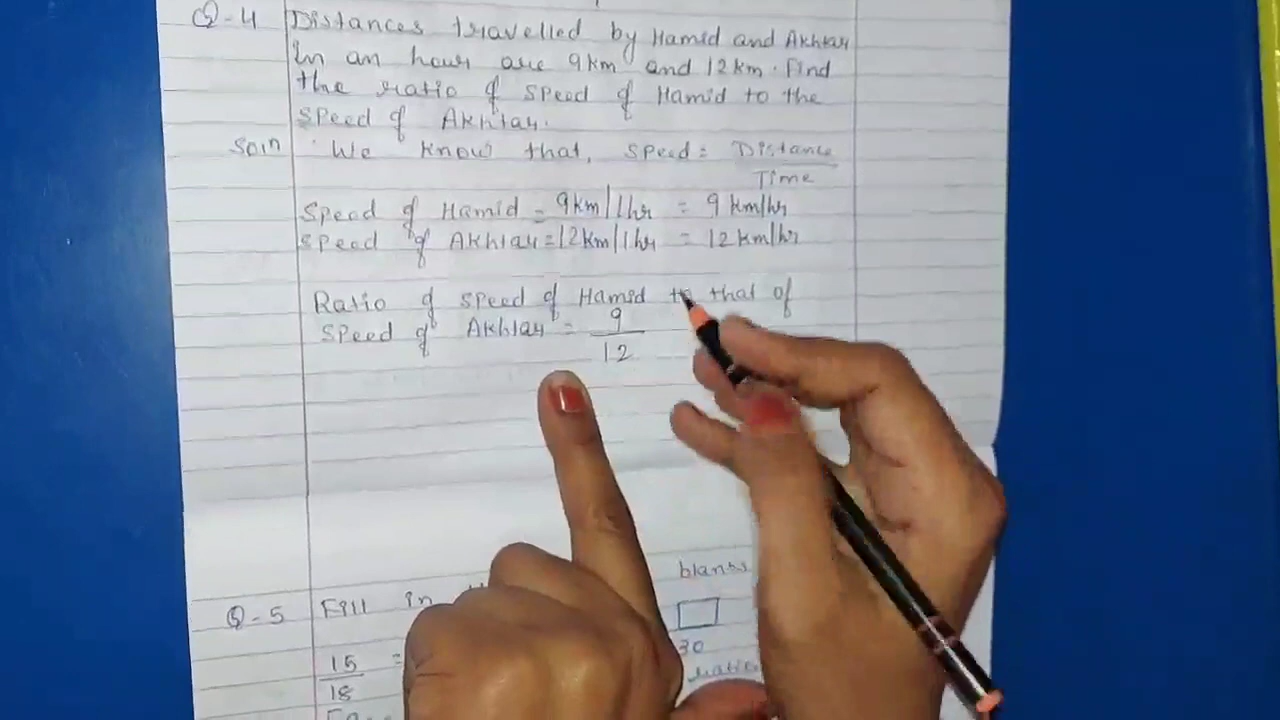 Q-4 Distances travelled by Hamid and Akhtar
in an hour are 9km and 12km. Find
the ratio of speed of Hamid to the
speed of Akhtar.
Soln We know that, Speed = Distance
Time
Speed of Hamid = 9km/1hr = 9 km/hr
Speed of Akhtar = 12km/1hr = 12 km/hr
Ratio of speed of Hamid to that of
Speed of Akhtar = 9
12
Q-5 Fill in blanks
15
18
=
30